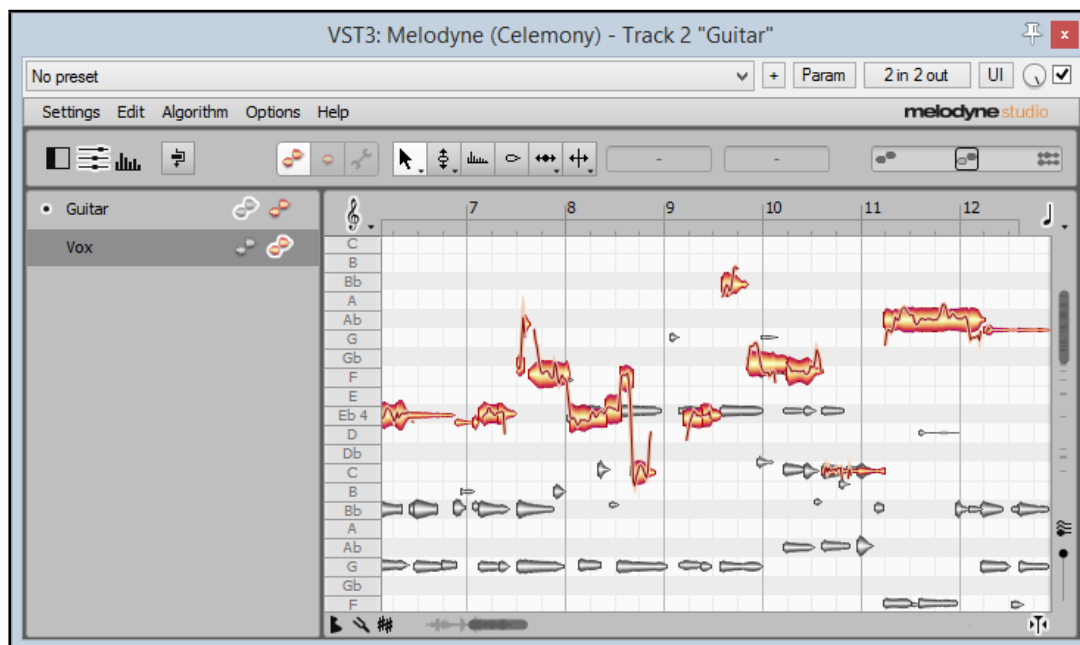 VST3: Melodyne (Celemony) - Track 2 "Guitar"
x
No preset + Param 2 in 2 out UI
Settings Edit Algorithm Options Help melodyne studio
- -
Guitar
Vox
7 8 9 10 11 12
C
B
Bb
A
Ab
G
Gb
F
E
Eb 4
D
Db
C
B
Bb
A
Ab
G
Gb
F